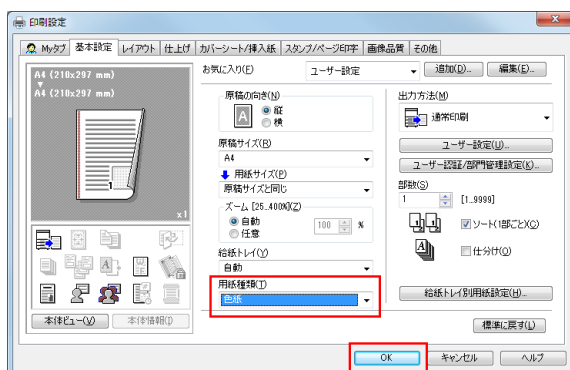 印刷設定
Myタブ 基本設定 レイアウト 仕上げ カバーシート/挿入紙 スタンプ/ページ印字 画像品質 その他
A4 (210x297 mm)
A4 (210x297 mm)
1
x1
本体ビュー(V) 本体情報(I)
お気に入り(F) ユーザー設定 追加(D)... 編集(E)...
原稿の向き(N)
A
縦
横
原稿サイズ(R)
A4
用紙サイズ(P)
原稿サイズと同じ
ズーム [25..400%](Z)
自動
任意
100 %
給紙トレイ(Y)
自動
用紙種類(T)
色紙
出力方法(M)
通常印刷
ユーザー設定(U)...
ユーザー認証/部門管理設定(K)...
部数(S)
1 [1..9999]
ソート(1部ごと)(C)
仕分け(O)
給紙トレイ別用紙設定(H)...
標準に戻す(L)
OK キャンセル ヘルプ